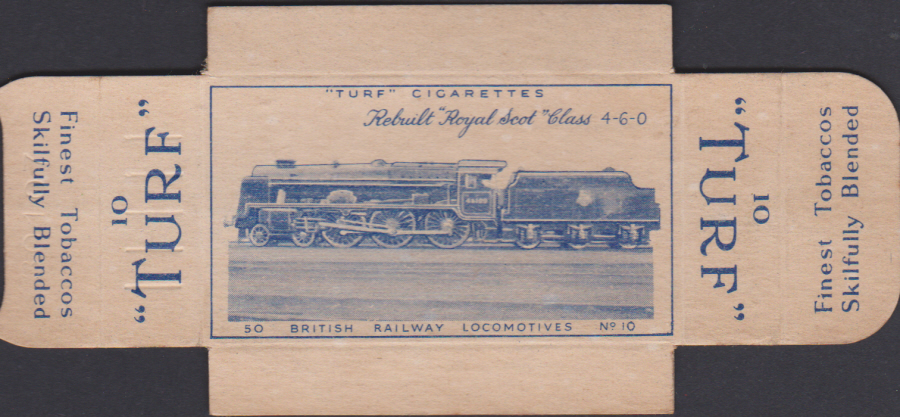 Finest Tobaccos
Skilfully Blended
"TURF"
10
"TURF" CIGARETTES
Rebuilt "Royal Scot" Class 4-6-0
50 BRITISH RAILWAY LOCOMOTIVES Nº 10
10
"TURF"
Finest Tobaccos
Skilfully Blended